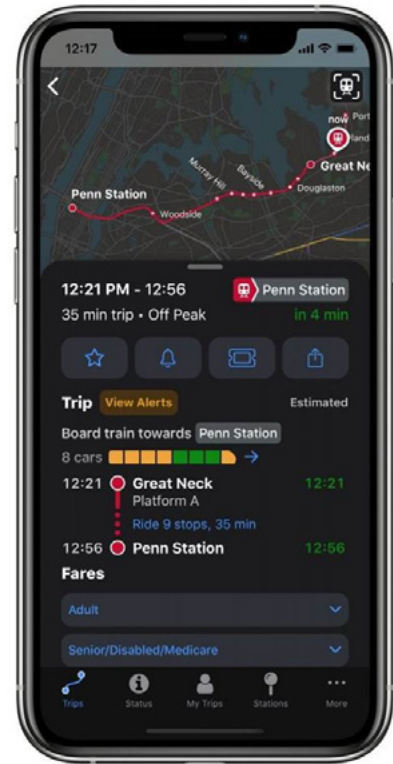 12:17
now
Port
land
Great Ne
Murray Hill
Bayside
Douglaston
Penn Station
Woodside
12:21 PM - 12:56
Penn Station
35 min trip • Off Peak
in 4 min
Trip
View Alerts
Estimated
Board train towards Penn Station
8 cars →
12:21 Great Neck 12:21
Platform A
Ride 9 stops, 35 min
12:56 Penn Station 12:56
Fares
Adult
Senior/Disabled/Medicare
Trips Status My Trips Stations More